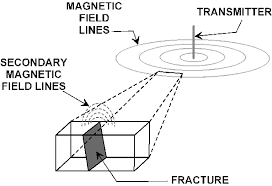 MAGNETIC
FIELD
LINES
TRANSMITTER
SECONDARY
MAGNETIC
FIELD LINES
FRACTURE